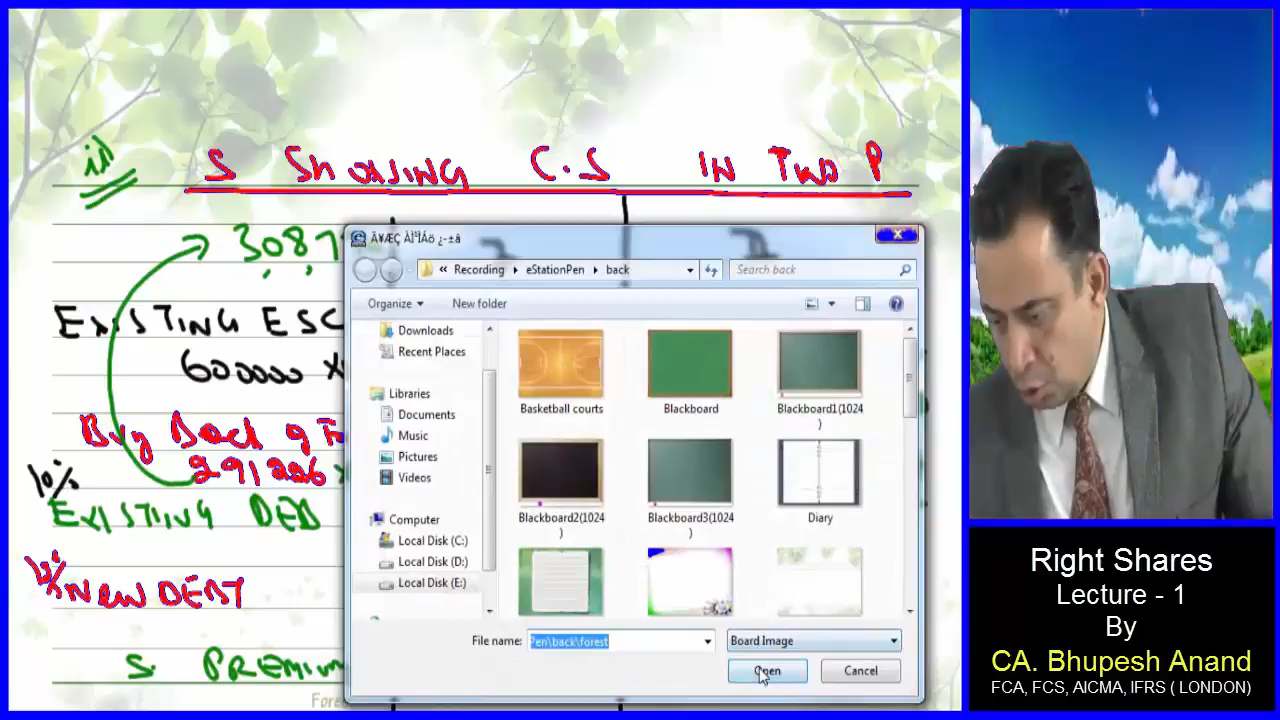 ii)
S Showing C.S IN Two P
3087
EXISTING ESC
600000 X
Buy Back of
10%
291226 X
EXISTING DEB
10% NEW DEBT
S. PREMIUM
Fore
« Recording ▸ eStationPen ▸ back
Search back
Organize
New folder
Downloads
Recent Places
Libraries
Documents
Music
Pictures
Videos
Computer
Local Disk (C:)
Local Disk (D:)
Local Disk (E:)
Basketball courts
Blackboard
Blackboard1(1024
)
Blackboard2(1024
)
Blackboard3(1024
)
Diary
File name:
Pen\back\forest
Board Image
Open
Cancel
Right Shares
Lecture - 1
By
CA. Bhupesh Anand
FCA, FCS, AICMA, IFRS ( LONDON)